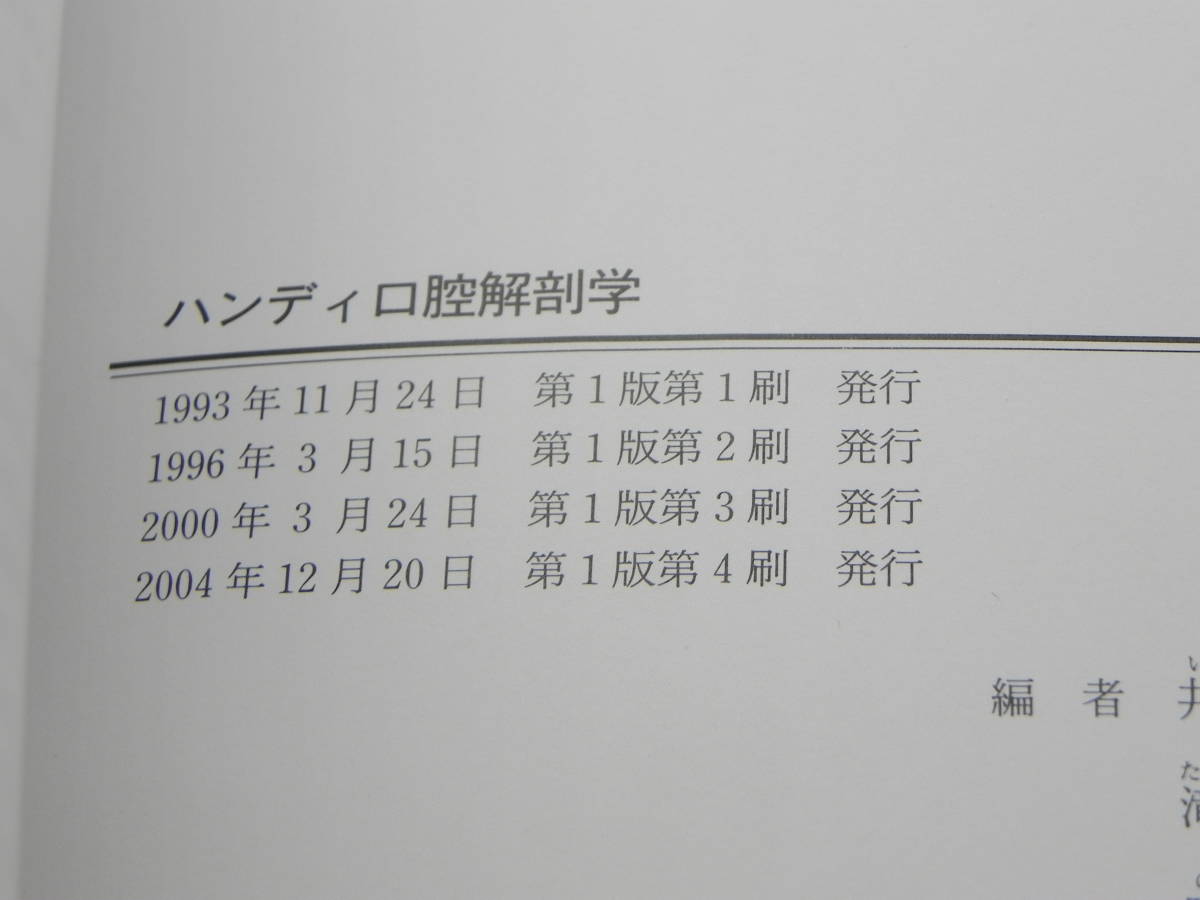 ハンディ口腔解剖学
1993年11月24日 第1版第1刷 発行
1996年 3 月15日 第1版第2刷 発行
2000年 3 月24日 第1版第3刷 発行
2004年12月20日 第1版第4刷 発行
編 者